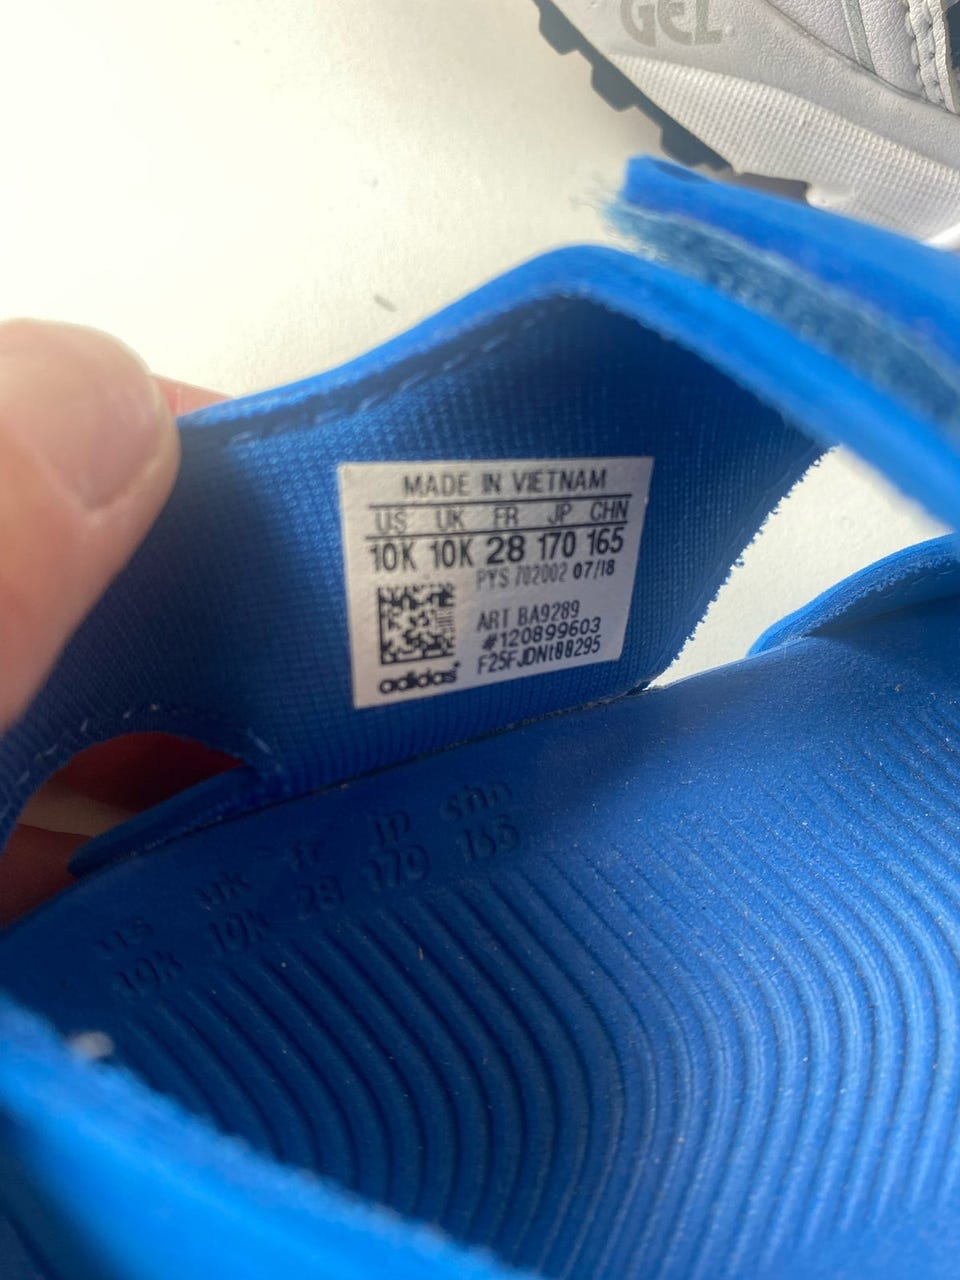 GEL
MADE IN VIETNAM
US UK FR JP CHN
10K 10K 28 170 165
PYS 702002 07/18
ART BA9289
#120899603
adidas
us uk fr jp chn
10k 10k 28 170 165